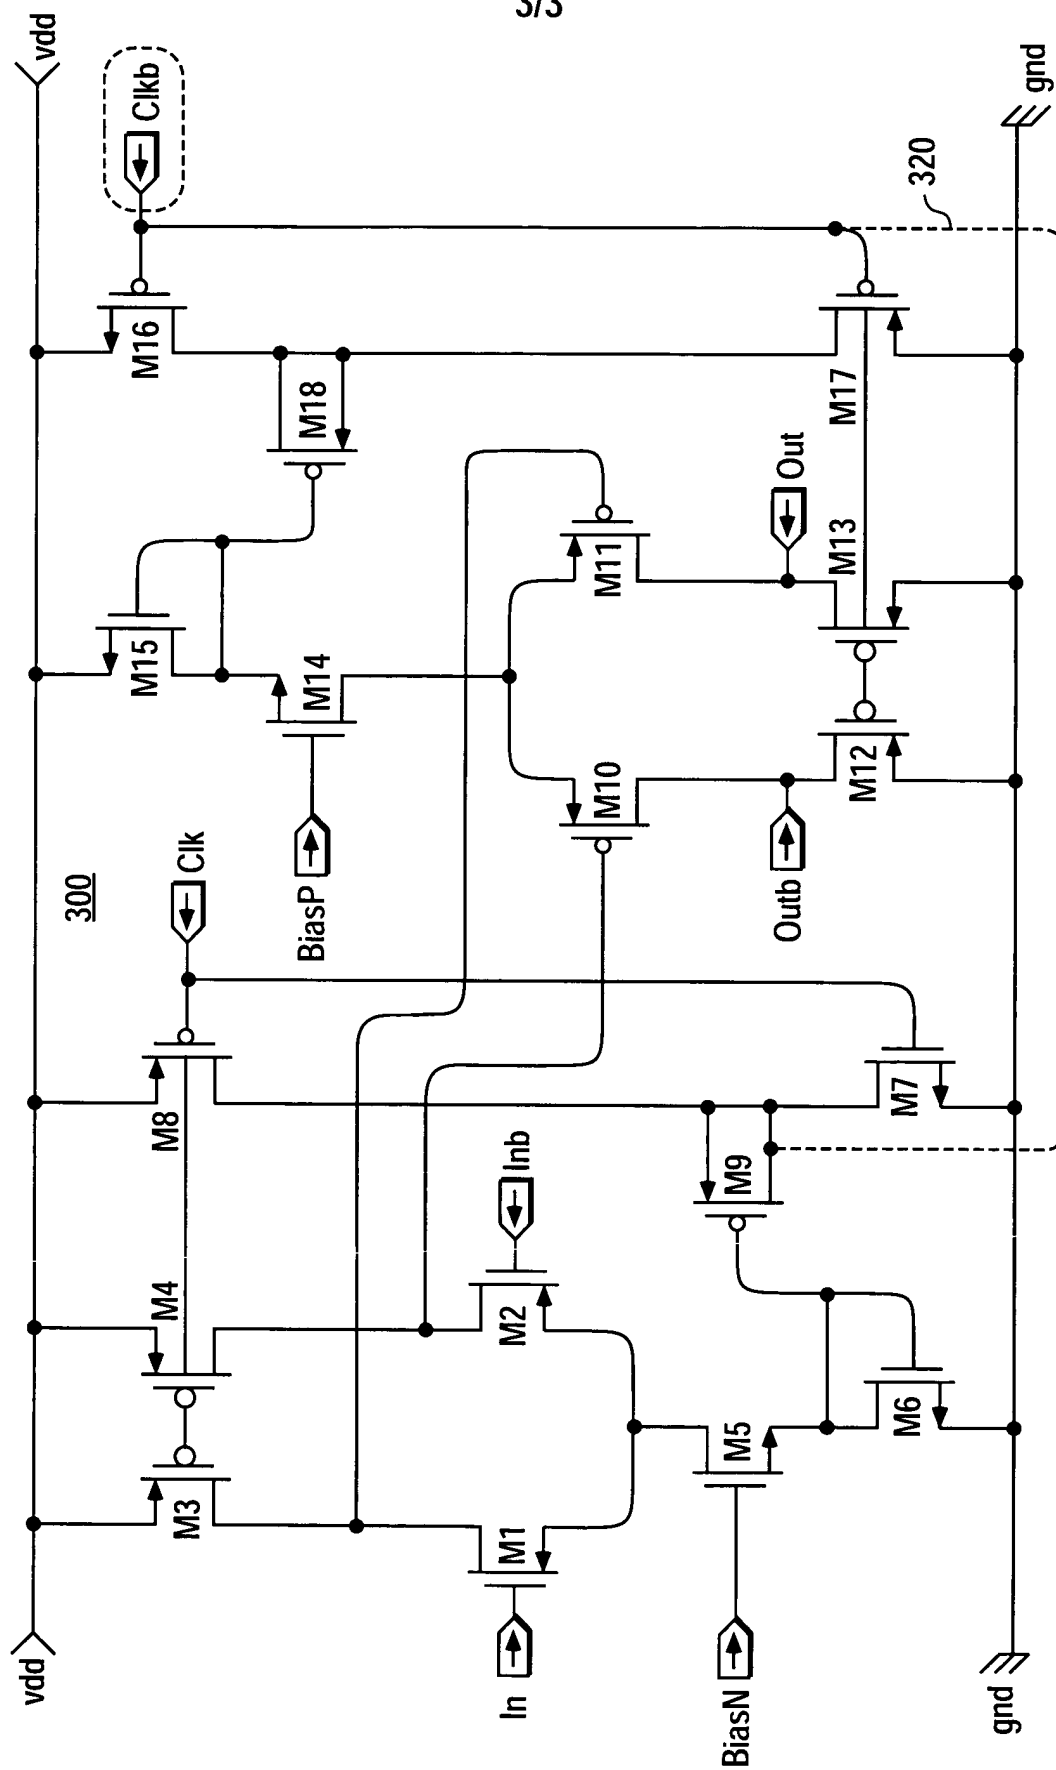 3/3
300
vdd
vdd
Clkb
Clk
M3
M4
M8
M15
M16
M18
M14
BiasP
M1
M2
In
Inb
M10
M11
M5
M9
BiasN
Outb
Out
M12
M13
M17
M6
M7
320
gnd
gnd